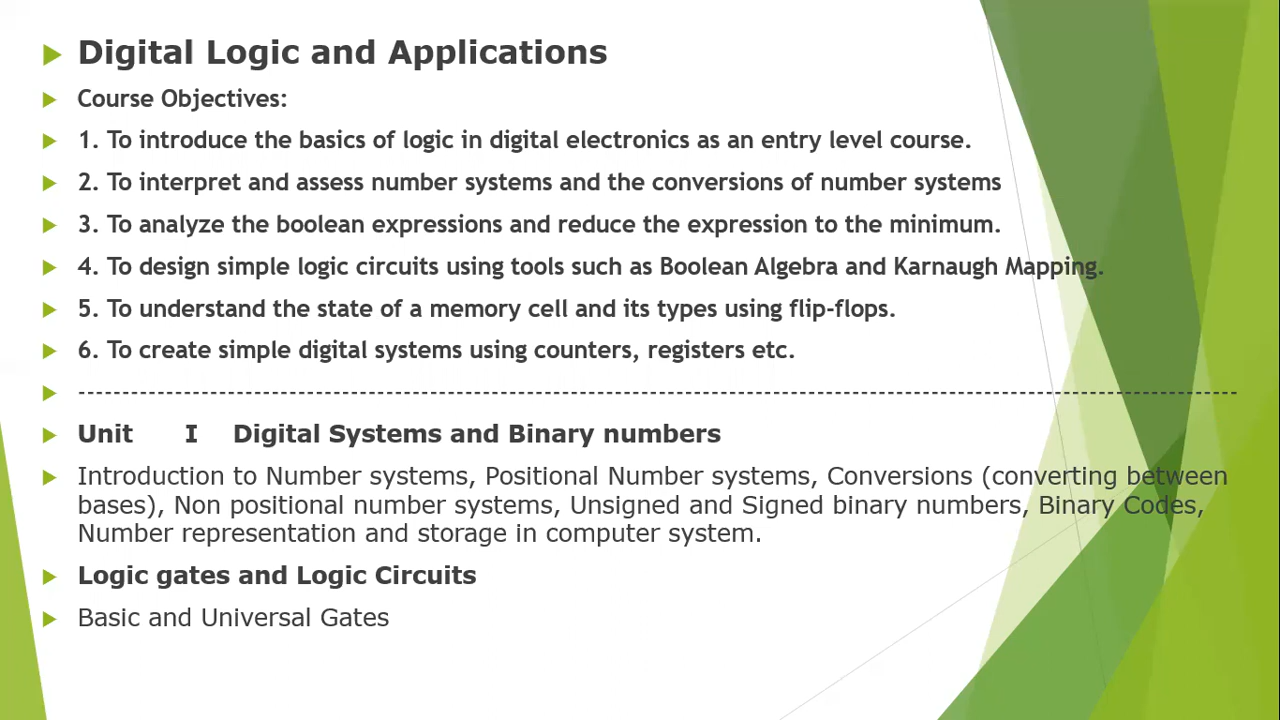 Digital Logic and Applications
Course Objectives:
1. To introduce the basics of logic in digital electronics as an entry level course.
2. To interpret and assess number systems and the conversions of number systems
3. To analyze the boolean expressions and reduce the expression to the minimum.
4. To design simple logic circuits using tools such as Boolean Algebra and Karnaugh Mapping.
5. To understand the state of a memory cell and its types using flip-flops.
6. To create simple digital systems using counters, registers etc.
------------------------------------------------------------------------------------------------------------------------------------
Unit I Digital Systems and Binary numbers
Introduction to Number systems, Positional Number systems, Conversions (converting between
bases), Non positional number systems, Unsigned and Signed binary numbers, Binary Codes,
Number representation and storage in computer system.
Logic gates and Logic Circuits
Basic and Universal Gates